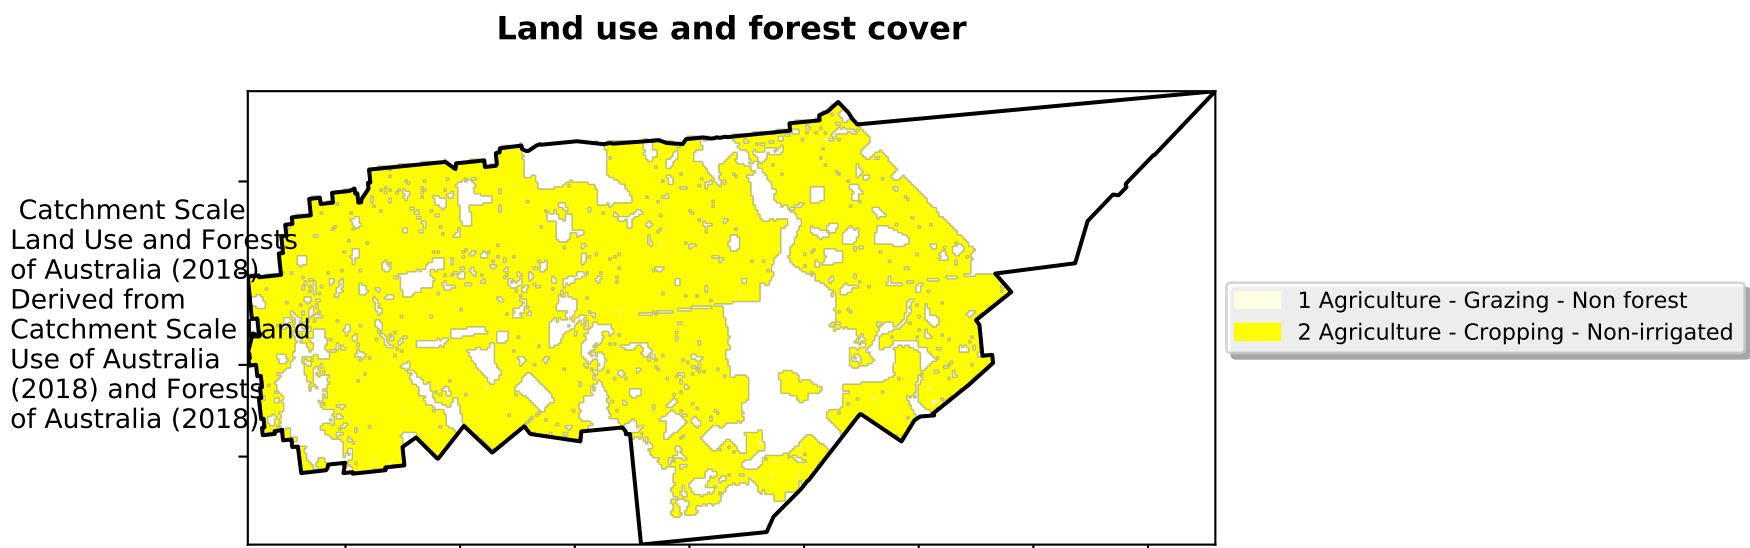 Land use and forest cover
Catchment Scale
Land Use and Forests
of Australia (2018)
Derived from
Catchment Scale Land
Use of Australia
(2018) and Forests
of Australia (2018)
1 Agriculture - Grazing - Non forest
2 Agriculture - Cropping - Non-irrigated